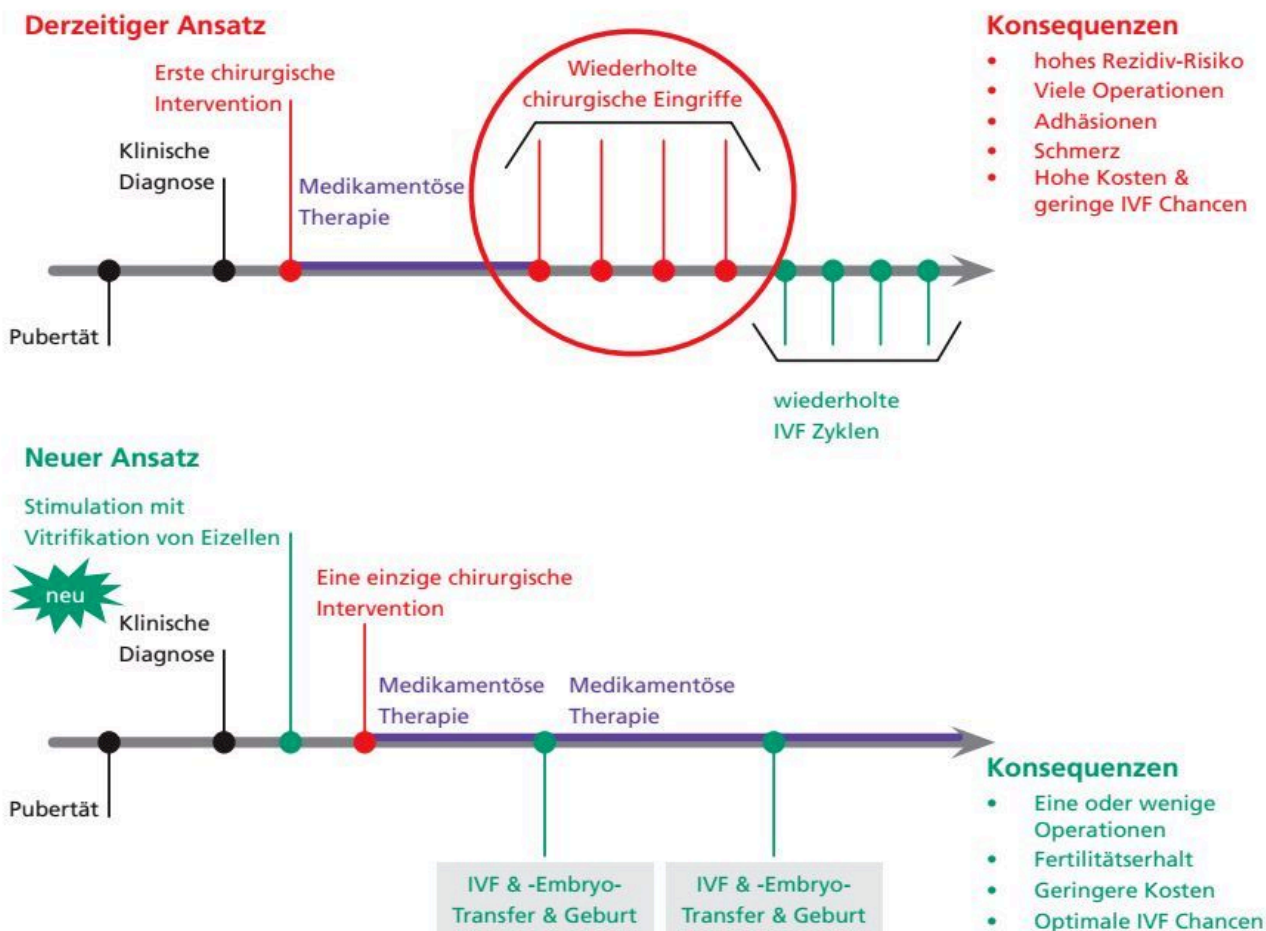 Derzeitiger Ansatz
Erste chirurgische
Intervention
Klinische
Diagnose
Medikamentöse
Therapie
Wiederholte
chirurgische Eingriffe
Pubertät
wiederholte
IVF Zyklen
Konsequenzen
• hohes Rezidiv-Risiko
• Viele Operationen
• Adhäsionen
• Schmerz
• Hohe Kosten &
geringe IVF Chancen
Neuer Ansatz
Stimulation mit
Vitrifikation von Eizellen
neu
Klinische
Diagnose
Eine einzige chirurgische
Intervention
Medikamentöse
Therapie
Medikamentöse
Therapie
Pubertät
IVF & -Embryo-
Transfer & Geburt
IVF & -Embryo-
Transfer & Geburt
Konsequenzen
• Eine oder wenige
Operationen
• Fertilitätserhalt
• Geringere Kosten
• Optimale IVF Chancen